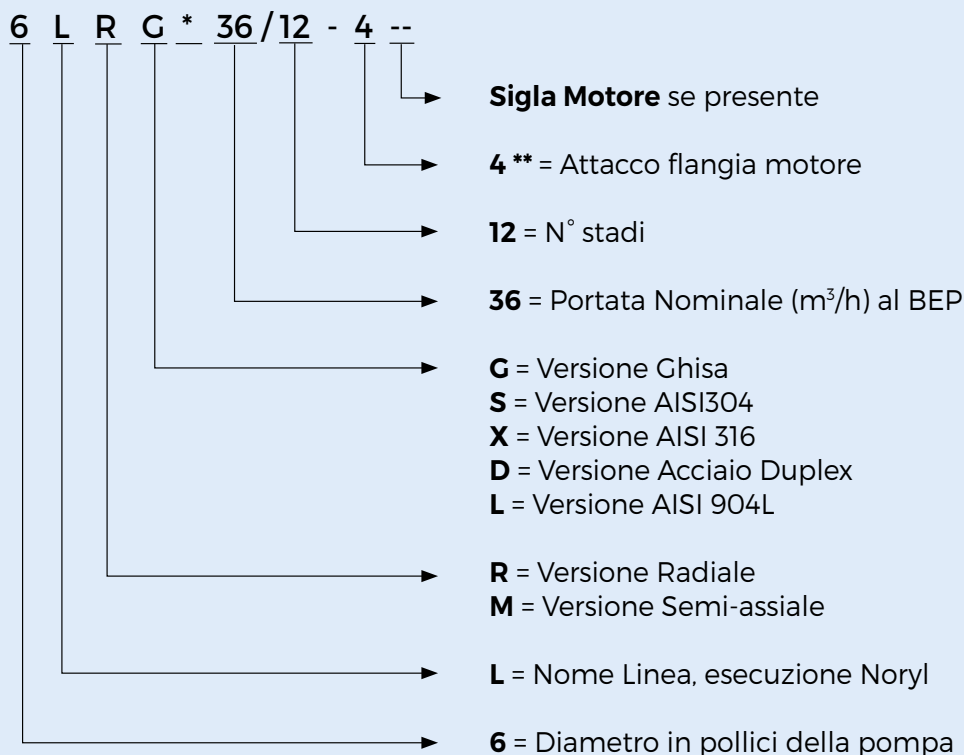 6 L R G * 36 / 12 - 4 --
Sigla Motore se presente
4 ** = Attacco flangia motore
12 = N° stadi
36 = Portata Nominale (m³/h) al BEP
G = Versione Ghisa
S = Versione AISI304
X = Versione AISI 316
D = Versione Acciaio Duplex
L = Versione AISI 904L
R = Versione Radiale
M = Versione Semi-assiale
L = Nome Linea, esecuzione Noryl
6 = Diametro in pollici della pompa